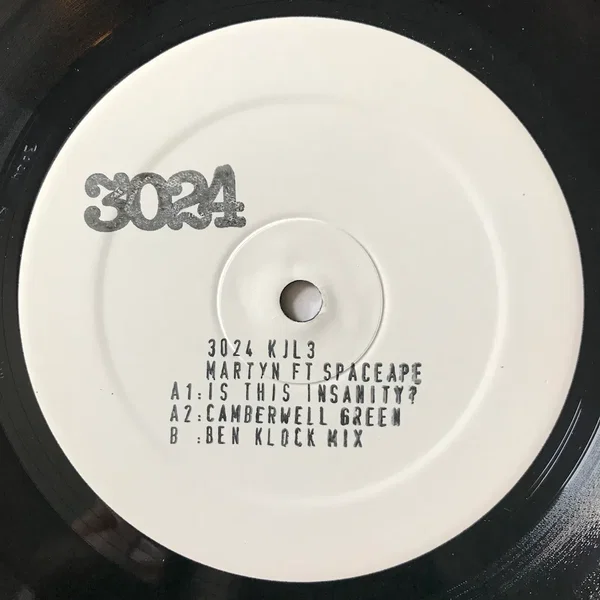 3024
3024 KJL3
MARTYN FT SPACEAPE
A1:IS THIS INSANITY?
A2:CAMBERWELL GREEN
B :BEN KLOCK MIX